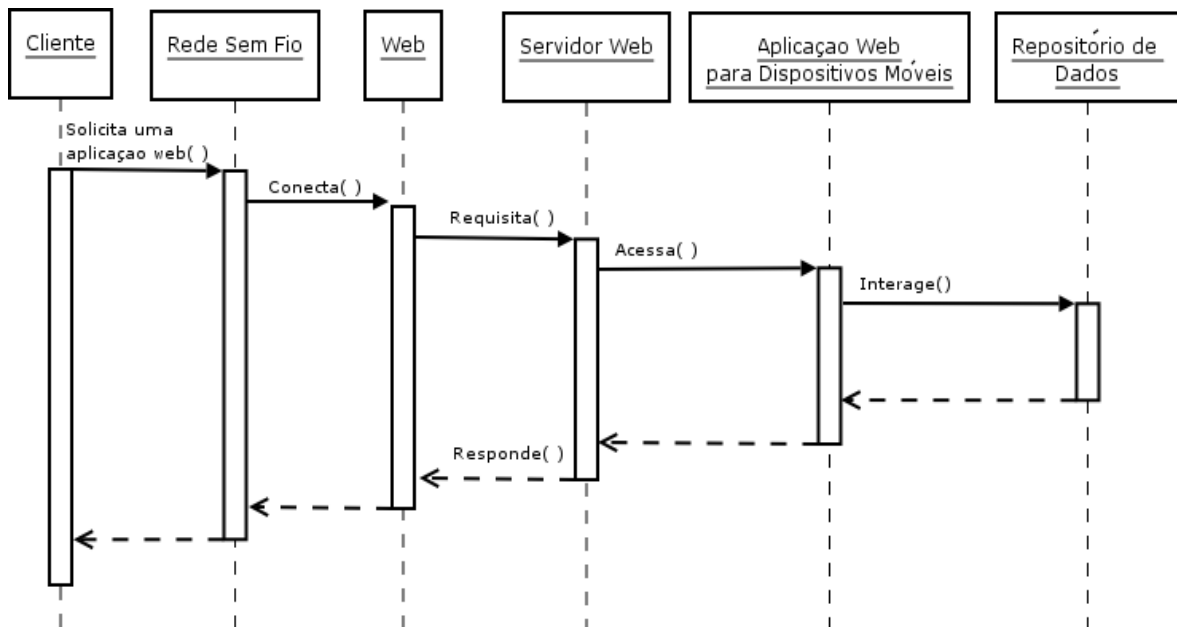 Cliente
Rede Sem Fio
Web
Servidor Web
Aplicaçao Web
para Dispositivos Móveis
Repositório de
Dados
Solicita uma
aplicaçao web( )
Conecta( )
Requisita( )
Acessa( )
Interage()
Responde( )